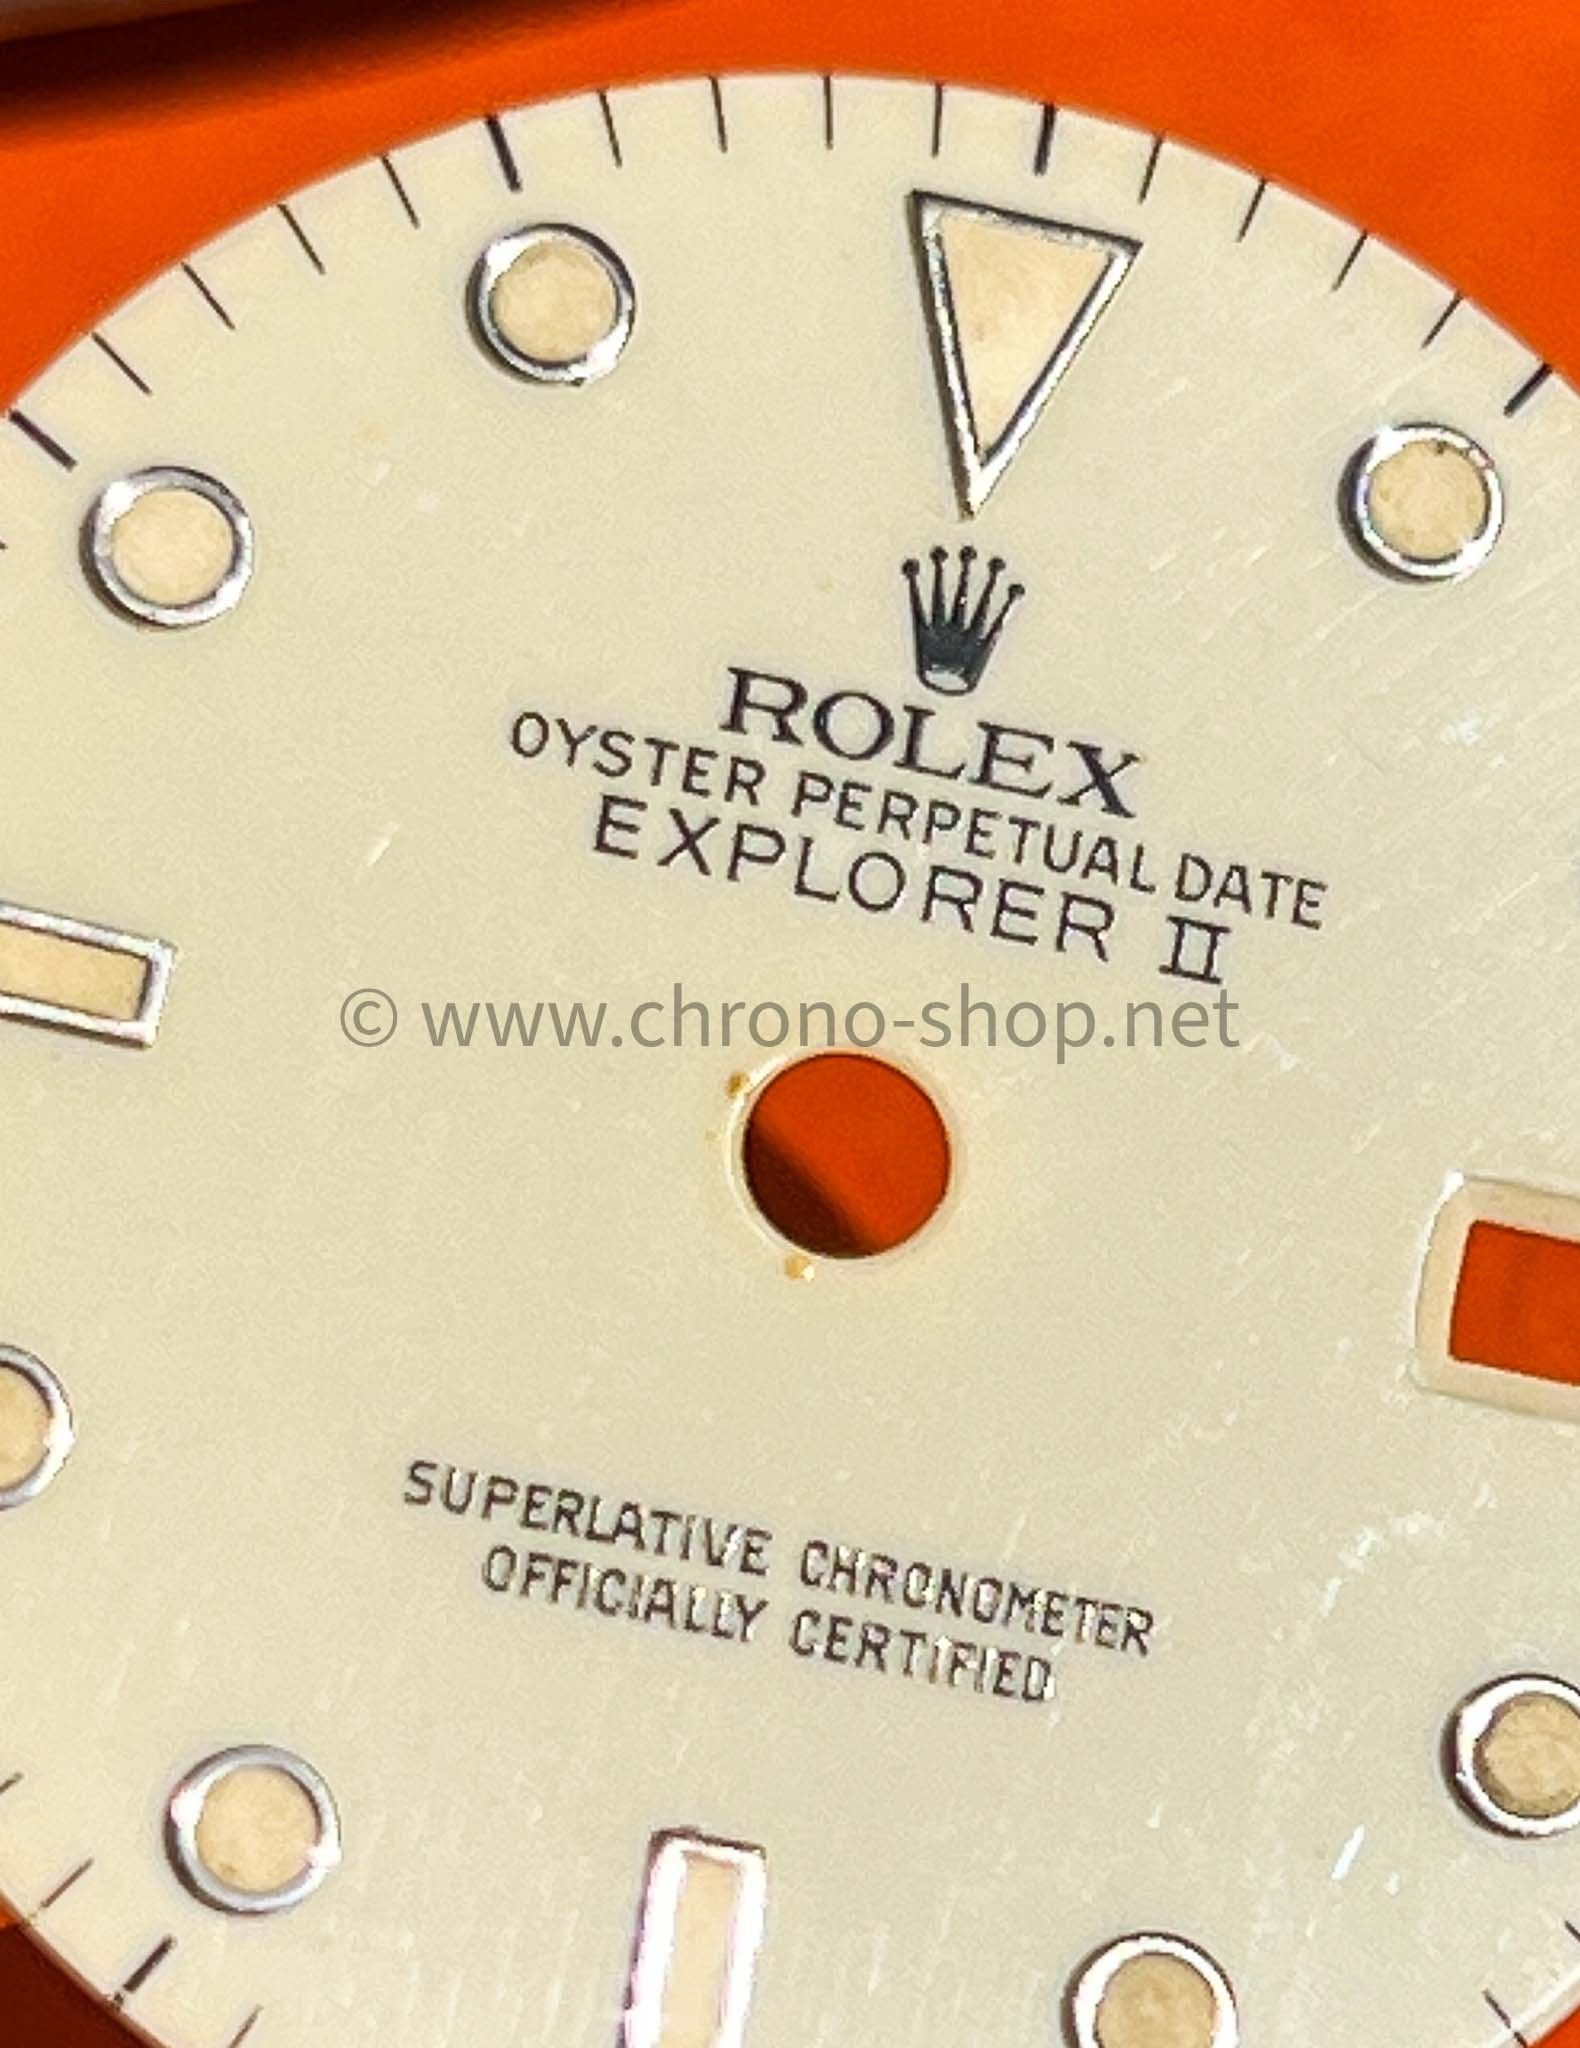 ROLEX
OYSTER PERPETUAL DATE
EXPLORER II
© www.chrono-shop.net
SUPERLATIVE CHRONOMETER
OFFICIALLY CERTIFIED